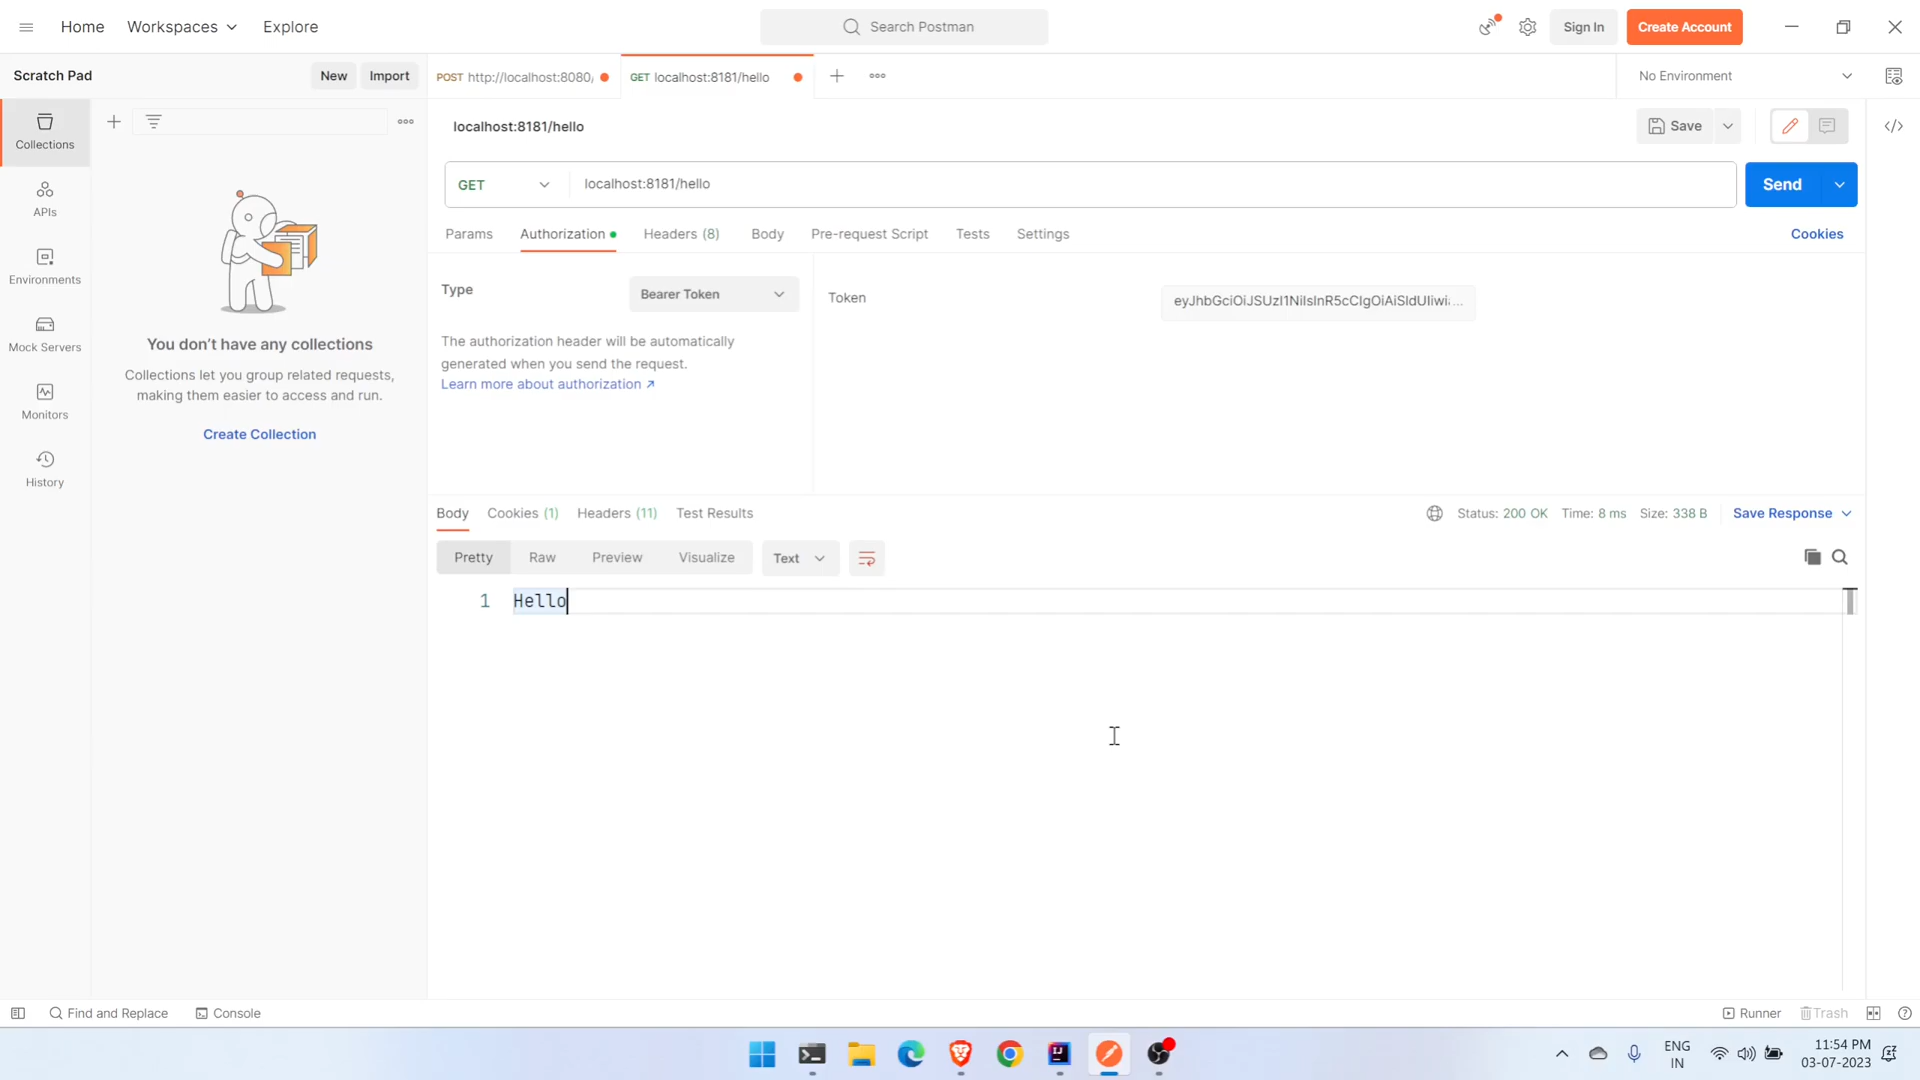 Home Workspaces Explore
Search Postman
Sign In Create Account
Scratch Pad New Import
POST http://localhost:8080/ GET localhost:8181/hello
No Environment
Collections
APIs
Environments
Mock Servers
Monitors
History
You don't have any collections
Collections let you group related requests,
making them easier to access and run.
Create Collection
localhost:8181/hello
Save
GET localhost:8181/hello Send
Params Authorization Headers (8) Body Pre-request Script Tests Settings Cookies
Type Bearer Token
The authorization header will be automatically
generated when you send the request.
Learn more about authorization ↗
Token eyJhbGciOiJSUzI1NiIsInR5cCIgOiAiSldUIiwi...
Body Cookies (1) Headers (11) Test Results
Status: 200 OK Time: 8 ms Size: 338 B Save Response
Pretty Raw Preview Visualize Text
1 Hello
Find and Replace Console
Runner Trash
ENG
IN
11:54 PM
03-07-2023